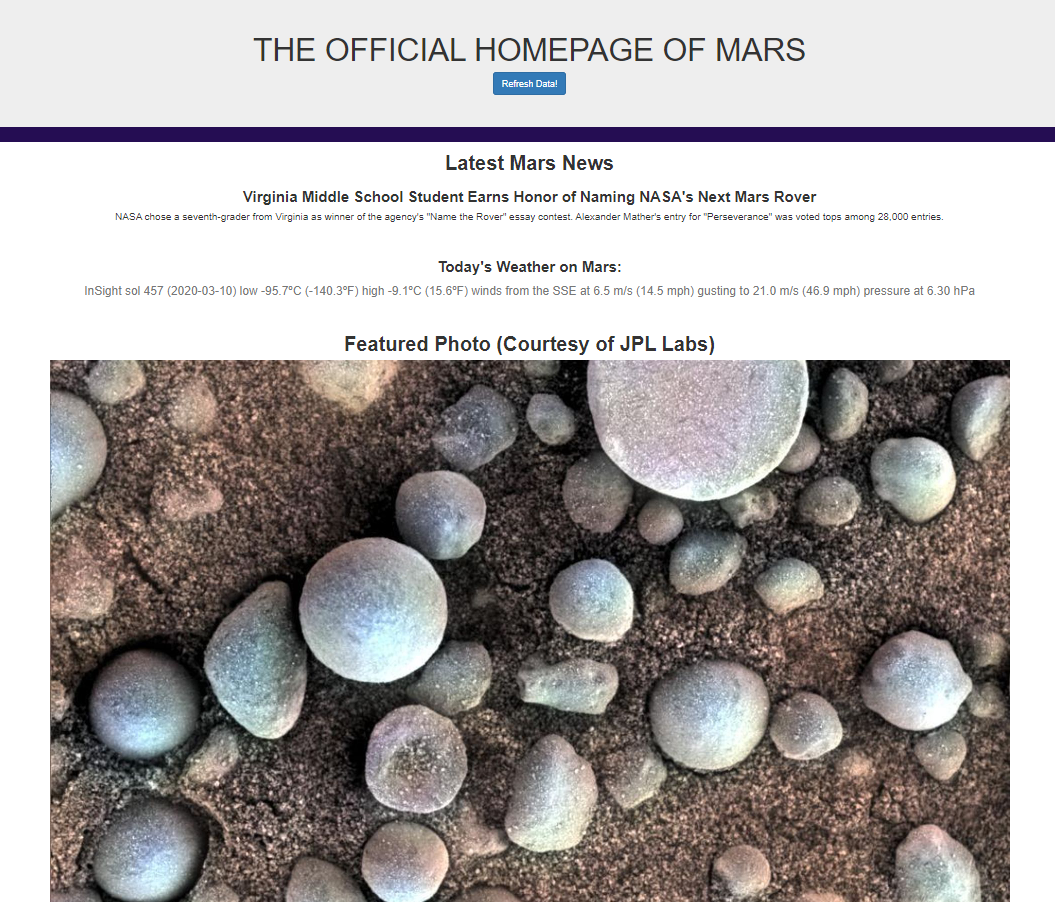 THE OFFICIAL HOMEPAGE OF MARS
Refresh Data!
Latest Mars News
Virginia Middle School Student Earns Honor of Naming NASA's Next Mars Rover
NASA chose a seventh-grader from Virginia as winner of the agency's "Name the Rover" essay contest. Alexander Mather's entry for "Perseverance" was voted tops among 28,000 entries.
Today's Weather on Mars:
InSight sol 457 (2020-03-10) low -95.7ºC (-140.3ºF) high -9.1ºC (15.6ºF) winds from the SSE at 6.5 m/s (14.5 mph) gusting to 21.0 m/s (46.9 mph) pressure at 6.30 hPa
Featured Photo (Courtesy of JPL Labs)